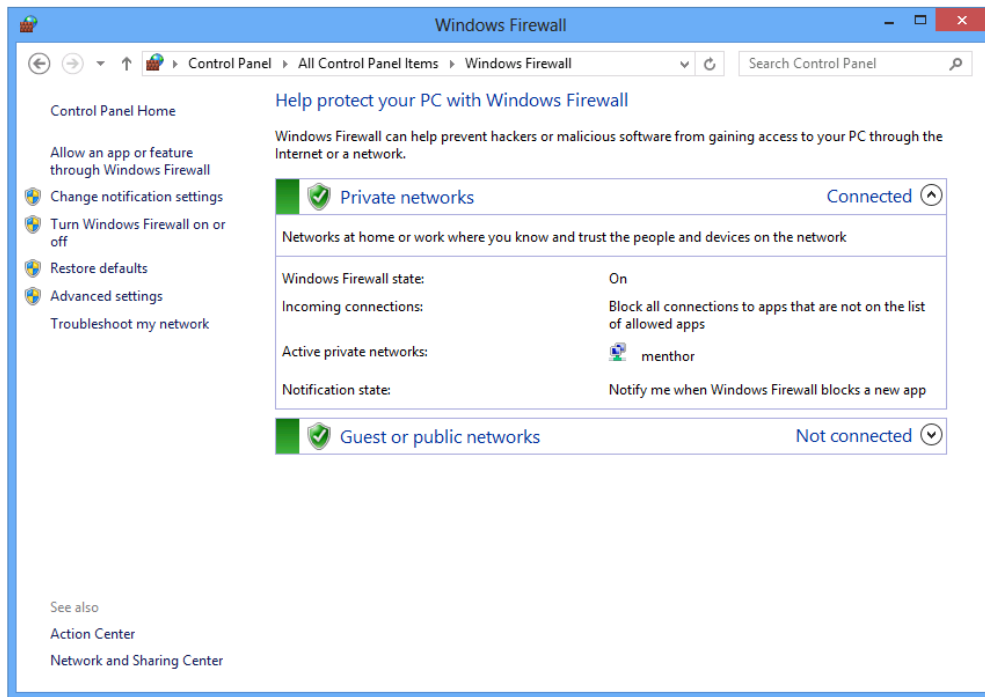 Windows Firewall
Control Panel
All Control Panel Items
Windows Firewall
Search Control Panel
Control Panel Home
Allow an app or feature
through Windows Firewall
Change notification settings
Turn Windows Firewall on or
off
Restore defaults
Advanced settings
Troubleshoot my network
Help protect your PC with Windows Firewall
Windows Firewall can help prevent hackers or malicious software from gaining access to your PC through the
Internet or a network.
Private networks
Connected
Networks at home or work where you know and trust the people and devices on the network
Windows Firewall state:
On
Incoming connections:
Block all connections to apps that are not on the list
of allowed apps
Active private networks:
menthor
Notification state:
Notify me when Windows Firewall blocks a new app
Guest or public networks
Not connected
See also
Action Center
Network and Sharing Center